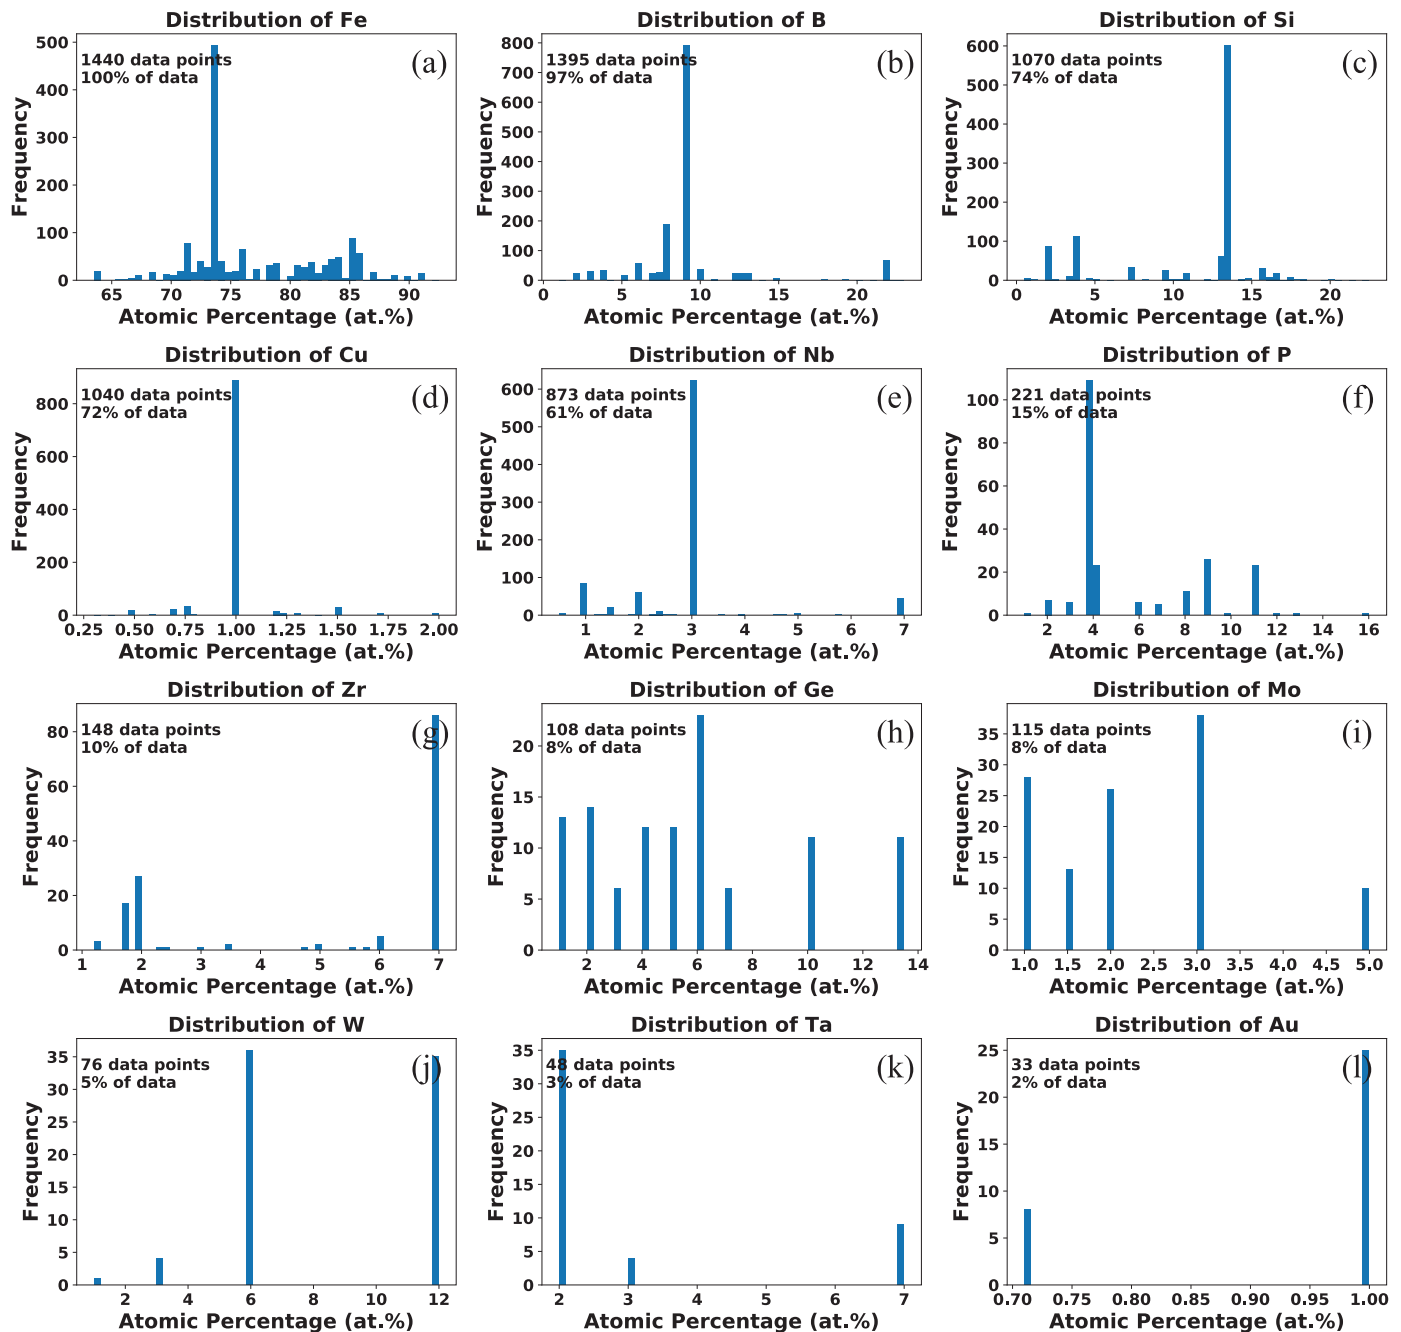 Distribution of Fe
1440 data points
100% of data
(a)
500
400
300
200
100
0
Frequency
65 70 75 80 85 90
Atomic Percentage (at.%)
Distribution of B
1395 data points
97% of data
(b)
800
700
600
500
400
300
200
100
0
Frequency
0 5 10 15 20
Atomic Percentage (at.%)
Distribution of Si
1070 data points
74% of data
(c)
600
500
400
300
200
100
0
Frequency
0 5 10 15 20
Atomic Percentage (at.%)
Distribution of Cu
1040 data points
72% of data
(d)
800
600
400
200
0
Frequency
0.25 0.50 0.75 1.00 1.25 1.50 1.75 2.00
Atomic Percentage (at.%)
Distribution of Nb
873 data points
61% of data
(e)
600
500
400
300
200
100
0
Frequency
1 2 3 4 5 6 7
Atomic Percentage (at.%)
Distribution of P
221 data points
15% of data
(f)
100
80
60
40
20
0
Frequency
2 4 6 8 10 12 14 16
Atomic Percentage (at.%)
Distribution of Zr
148 data points
10% of data
(g)
80
60
40
20
0
Frequency
1 2 3 4 5 6 7
Atomic Percentage (at.%)
Distribution of Ge
108 data points
8% of data
(h)
20
15
10
5
0
Frequency
2 4 6 8 10 12 14
Atomic Percentage (at.%)
Distribution of Mo
115 data points
8% of data
(i)
35
30
25
20
15
10
5
0
Frequency
1.0 1.5 2.0 2.5 3.0 3.5 4.0 4.5 5.0
Atomic Percentage (at.%)
Distribution of W
76 data points
5% of data
(j)
35
30
25
20
15
10
5
0
Frequency
2 4 6 8 10 12
Atomic Percentage (at.%)
Distribution of Ta
48 data points
3% of data
(k)
35
30
25
20
15
10
5
0
Frequency
2 3 4 5 6 7
Atomic Percentage (at.%)
Distribution of Au
33 data points
2% of data
(l)
25
20
15
10
5
0
Frequency
0.70 0.75 0.80 0.85 0.90 0.95 1.00
Atomic Percentage (at.%)